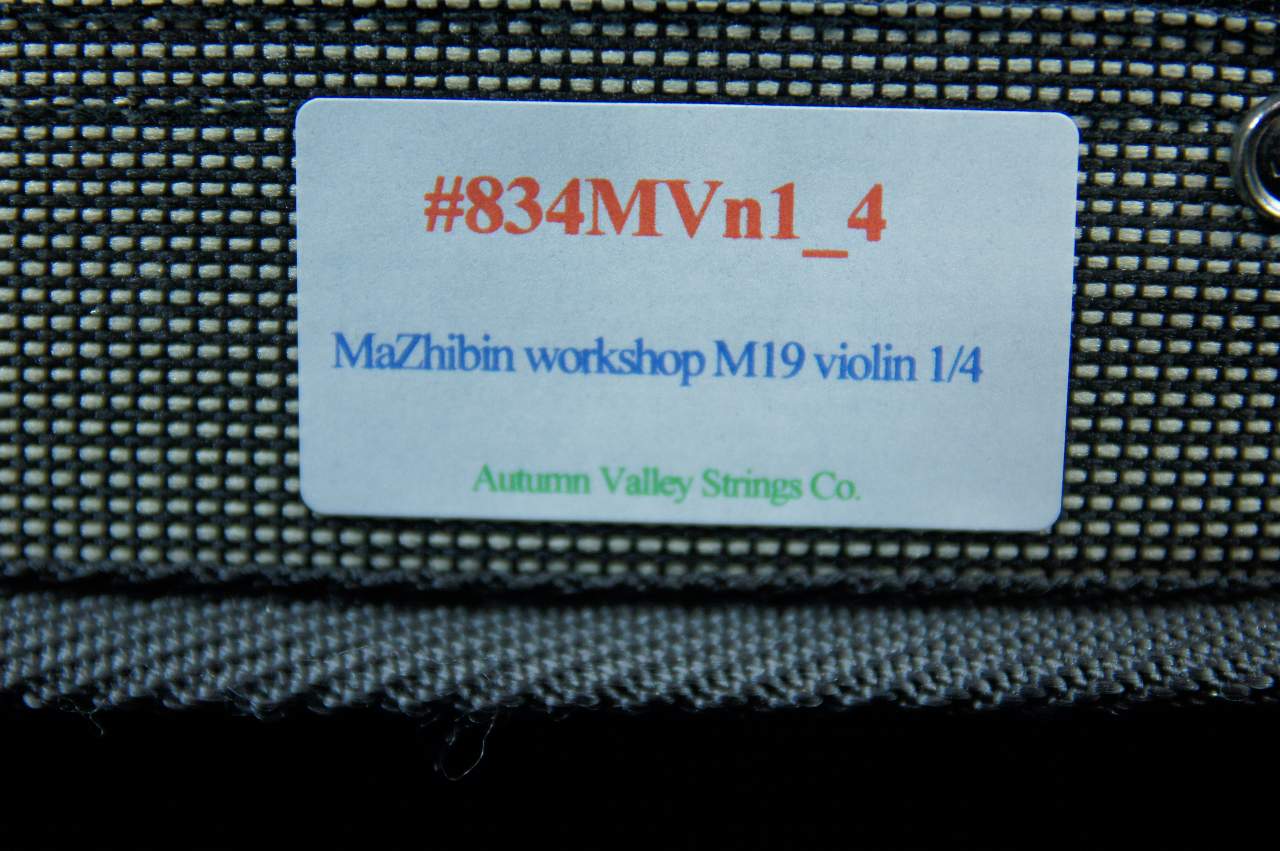 #834MVn1_4
MaZhibin workshop M19 violin 1/4
Autumn Valley Strings Co.